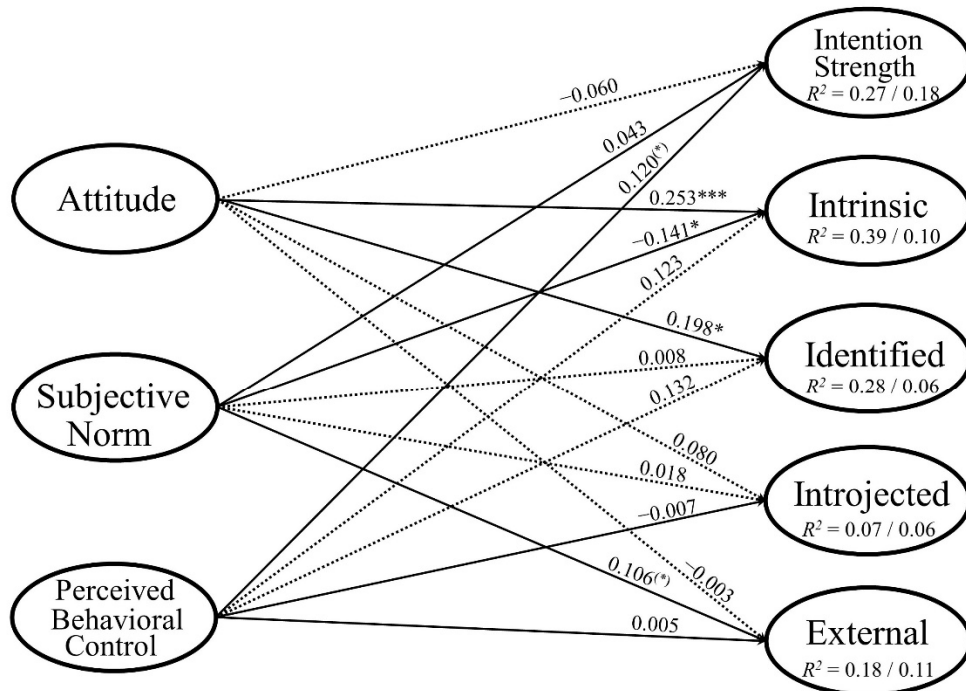 Intention
Strength
R² = 0.27 / 0.18
−0.060
0.043
0.120(*)
Attitude
0.253***
Intrinsic
R² = 0.39 / 0.10
−0.141*
0.123
0.198*
Identified
R² = 0.28 / 0.06
0.008
0.132
Subjective
Norm
0.080
0.018
Introjected
R² = 0.07 / 0.06
−0.007
0.106(*)
−0.003
0.005
Perceived
Behavioral
Control
External
R² = 0.18 / 0.11